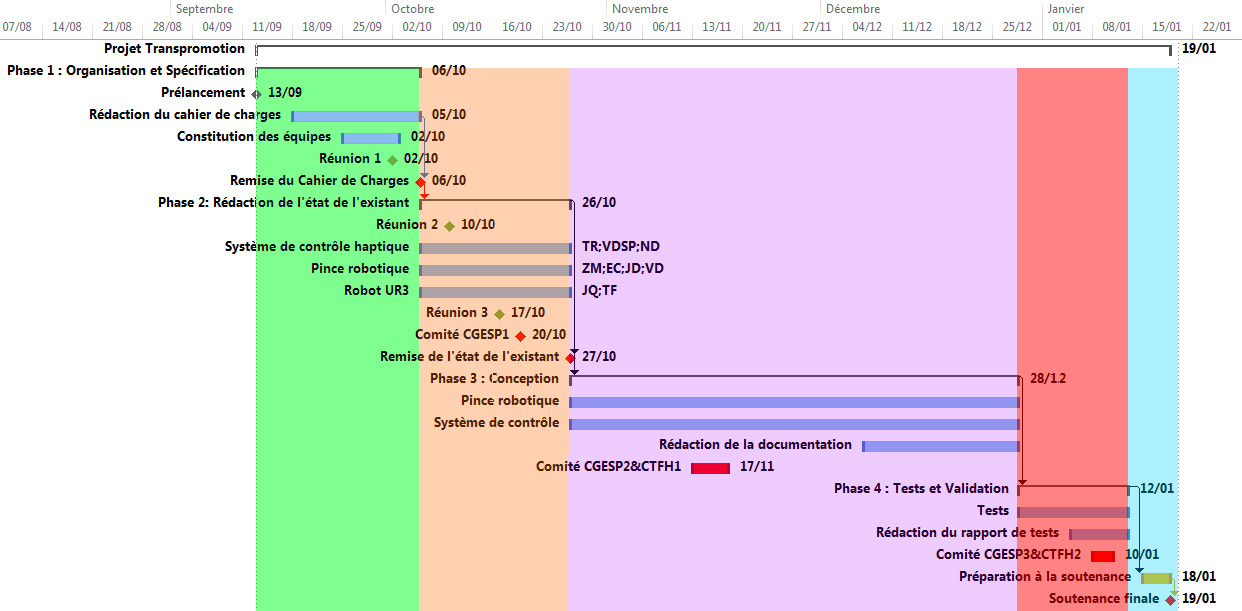 Septembre Octobre Novembre Décembre Janvier
07/08 14/08 21/08 28/08 04/09 11/09 18/09 25/09 02/10 09/10 16/10 23/10 30/10 06/11 13/11 20/11 27/11 04/12 11/12 18/12 25/12 01/01 08/01 15/01 22/01
Projet Transpromotion 19/01
Phase 1 : Organisation et Spécification 06/10
Prélancement 13/09
Rédaction du cahier de charges 05/10
Constitution des équipes 02/10
Réunion 1 02/10
Remise du Cahier de Charges 06/10
Phase 2: Rédaction de l'état de l'existant 26/10
Réunion 2 10/10
Système de contrôle haptique TR;VDSP;ND
Pince robotique ZM;EC;JD;VD
Robot UR3 JQ;TF
Réunion 3 17/10
Comité CGESP1 20/10
Remise de l'état de l'existant 27/10
Phase 3 : Conception 28/12
Pince robotique
Système de contrôle
Rédaction de la documentation
Comité CGESP2&CTFH1 17/11
Phase 4 : Tests et Validation 12/01
Tests
Rédaction du rapport de tests
Comité CGESP3&CTFH2 10/01
Préparation à la soutenance 18/01
Soutenance finale 19/01